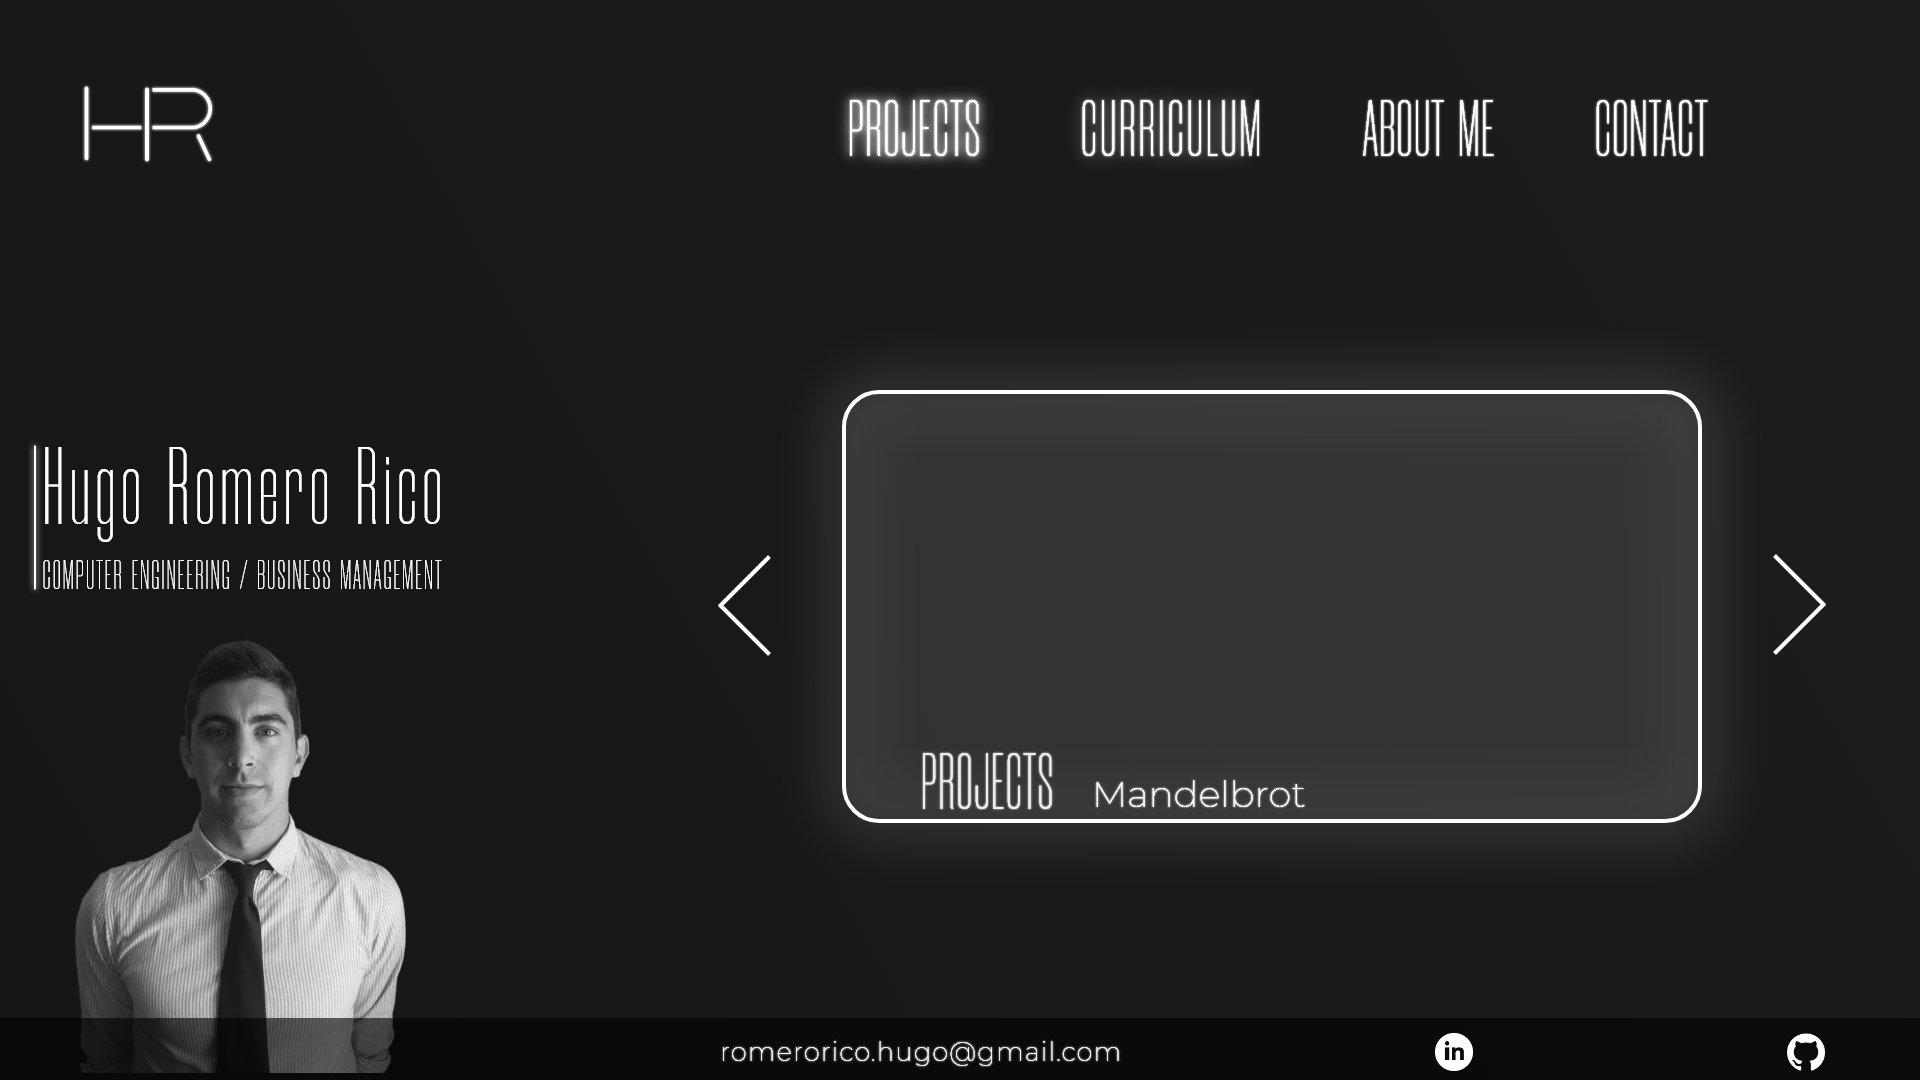 HR
PROJECTS CURRICULUM ABOUT ME CONTACT
Hugo Romero Rico
COMPUTER ENGINEERING / BUSINESS MANAGEMENT
PROJECTS Mandelbrot
romerorico.hugo@gmail.com in